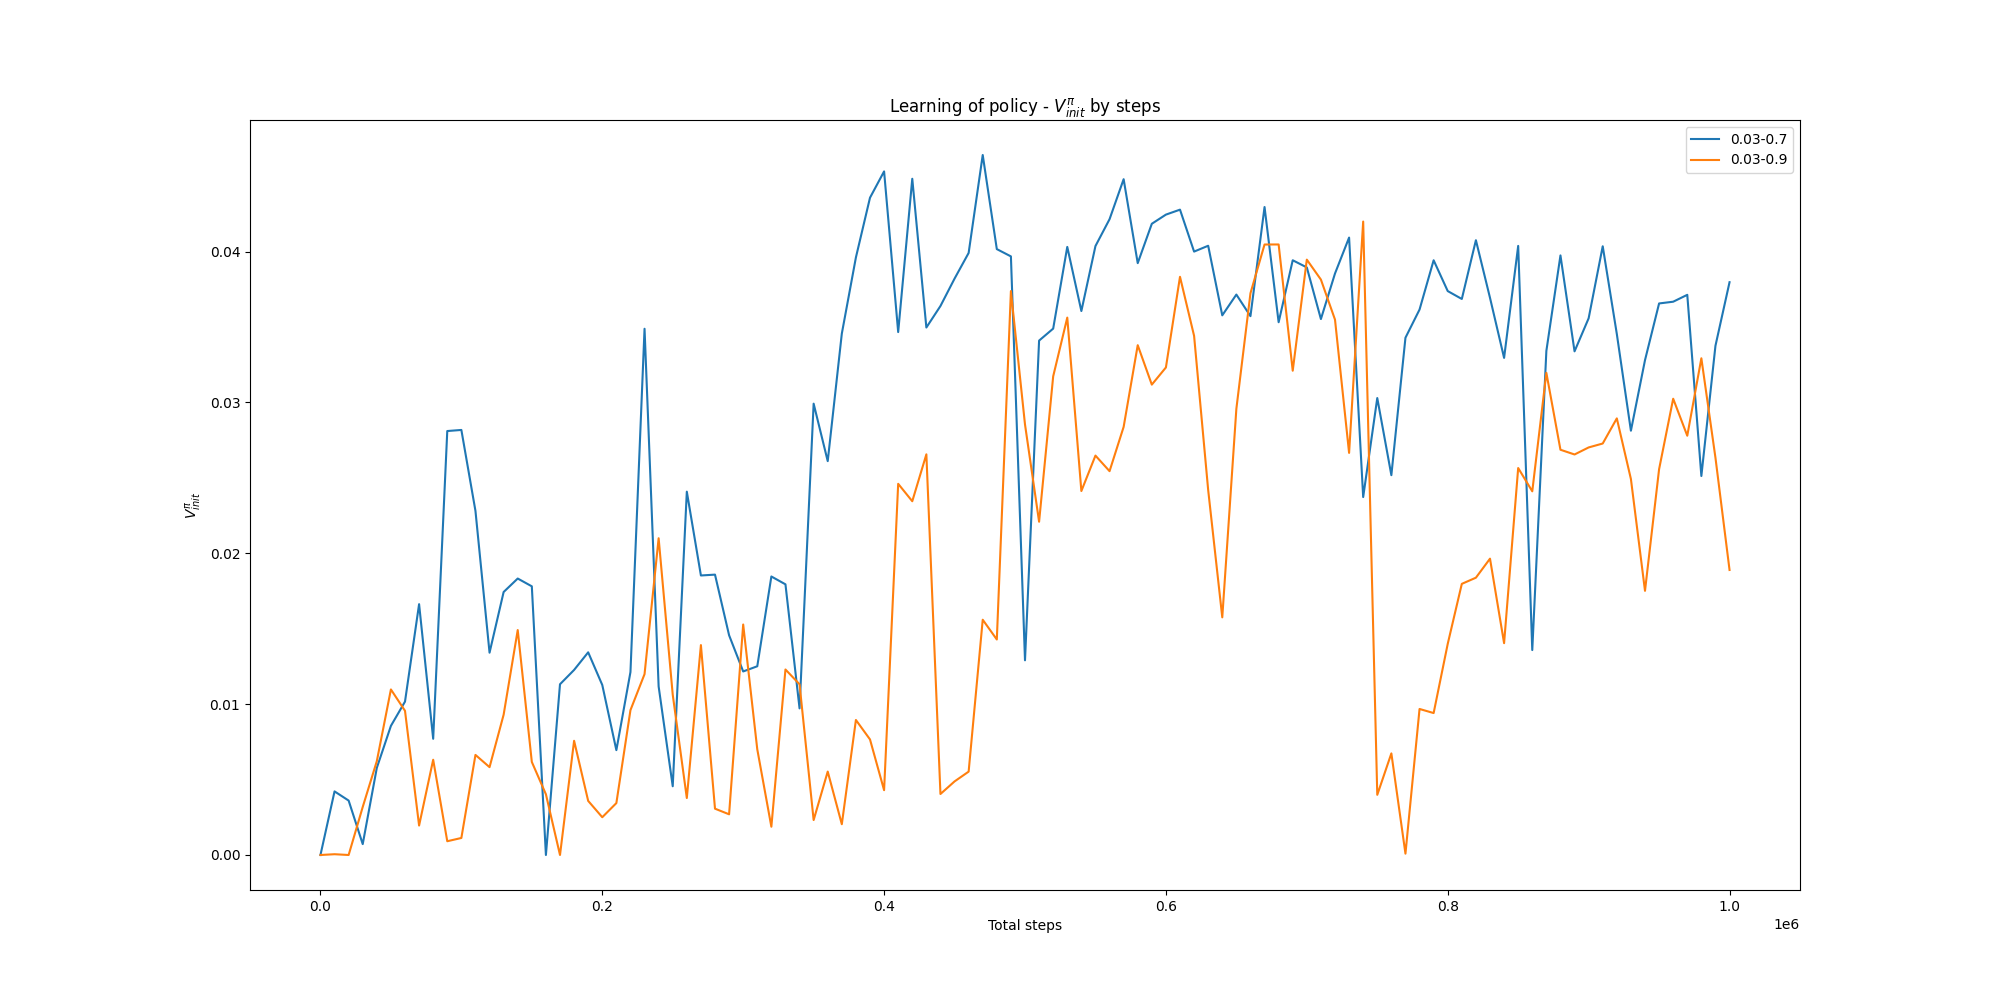 Learning of policy - $V^{\pi}_{init}$ by steps
0.03-0.7
0.03-0.9
$V^{\pi}_{init}$
0.04
0.03
0.02
0.01
0.00
0.0 0.2 0.4 0.6 0.8 1.0
Total steps
1e6